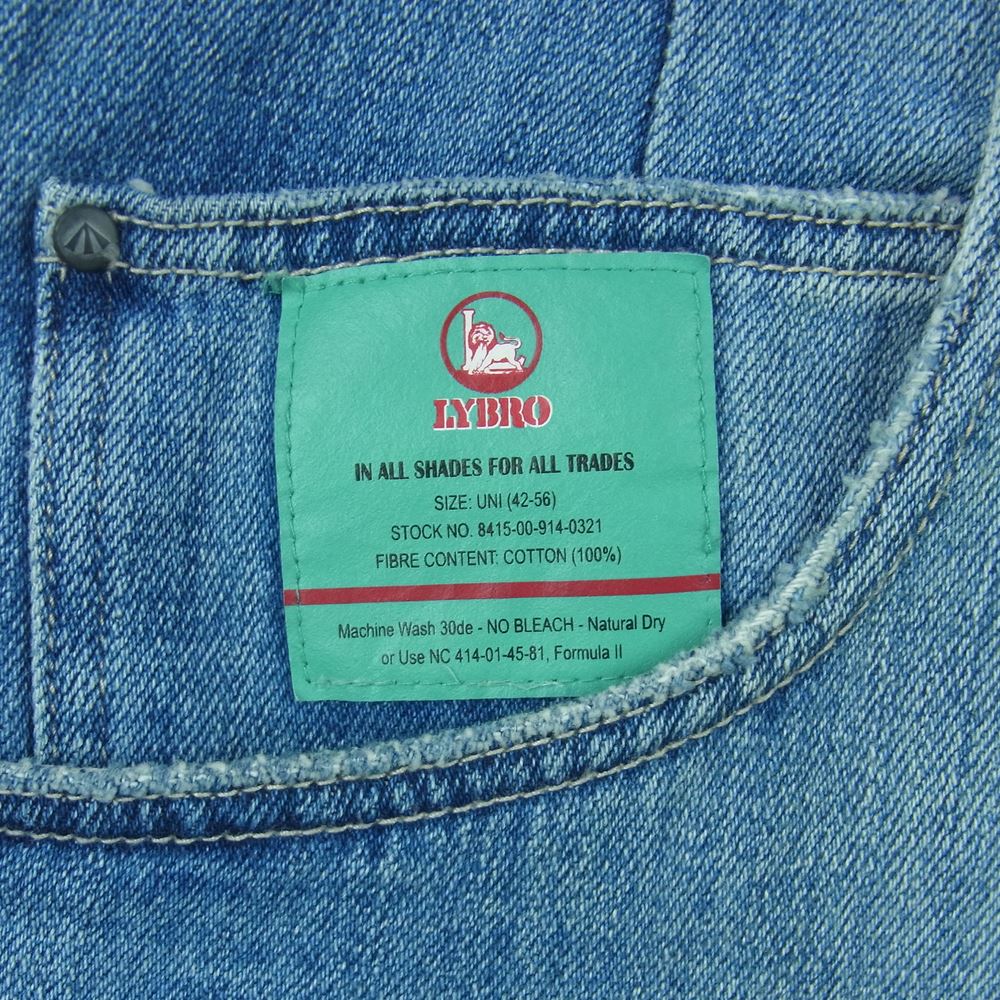 LYBRO
IN ALL SHADES FOR ALL TRADES
SIZE: UNI (42-56)
STOCK NO. 8415-00-914-0321
FIBRE CONTENT: COTTON (100%)
Machine Wash 30de - NO BLEACH - Natural Dry
or Use NC 414-01-45-81, Formula II